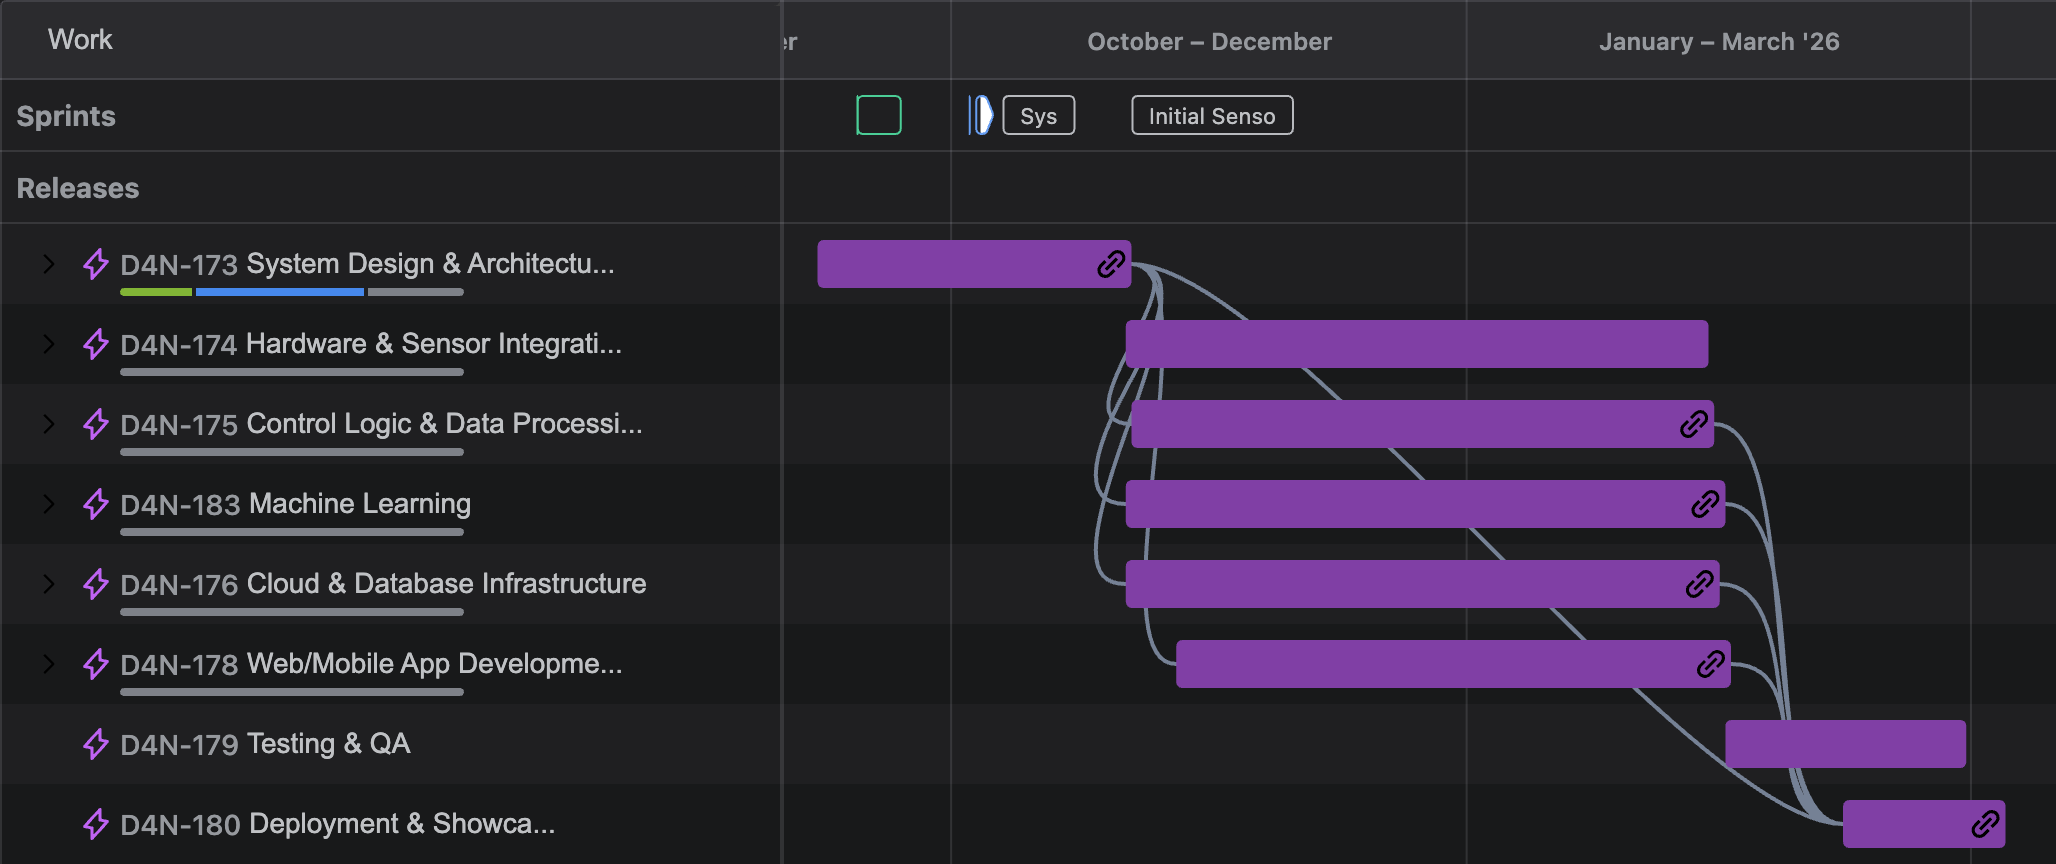 Work
er
October – December
January – March '26
Sprints
Sys
Initial Senso
Releases
D4N-173 System Design & Architectu...
D4N-174 Hardware & Sensor Integrati...
D4N-175 Control Logic & Data Processi...
D4N-183 Machine Learning
D4N-176 Cloud & Database Infrastructure
D4N-178 Web/Mobile App Developme...
D4N-179 Testing & QA
D4N-180 Deployment & Showca...